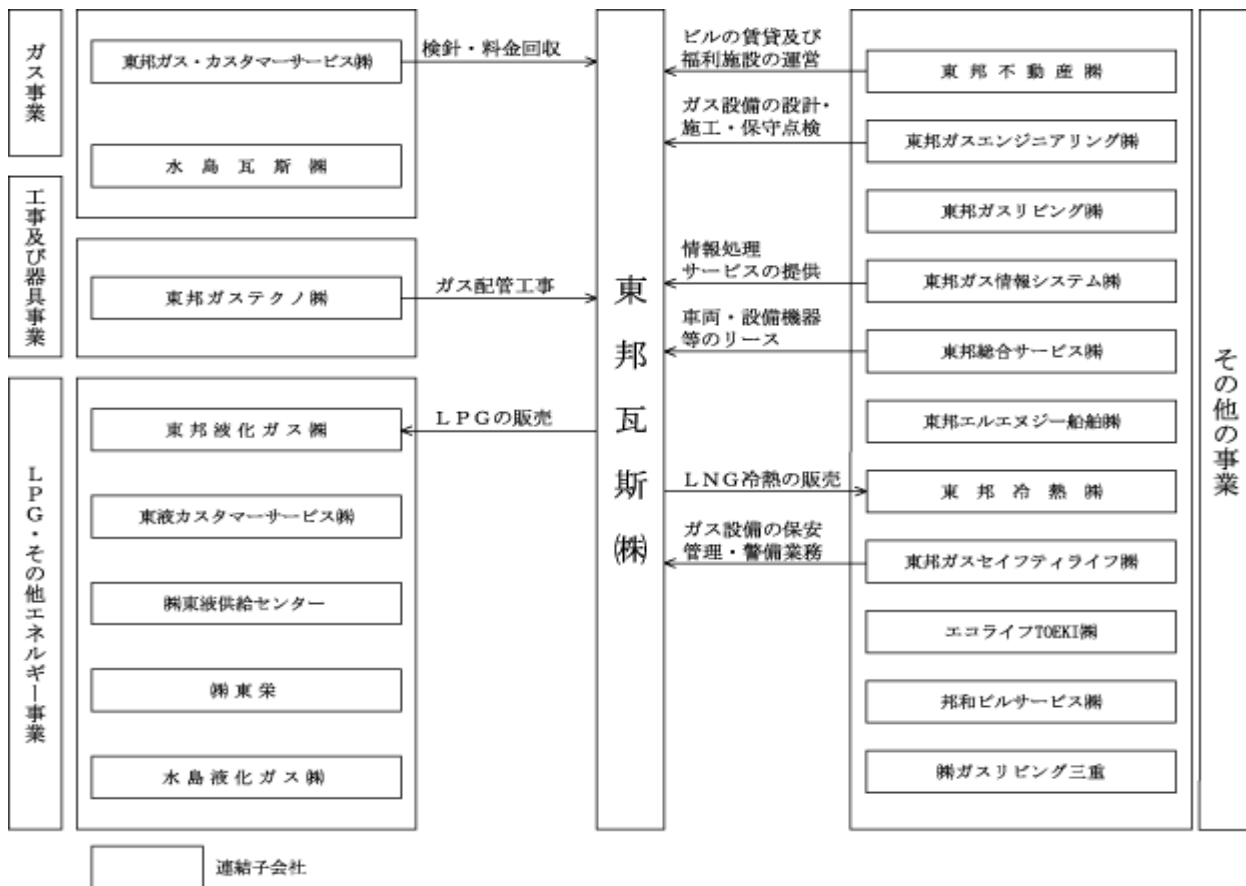 ガス事業
東邦ガス・カスタマーサービス㈱
水島瓦斯㈱
検針・料金回収
工事及び器具事業
東邦ガステクノ㈱
ガス配管工事
LPG・その他エネルギー事業
東邦液化ガス㈱
東液カスタマーサービス㈱
㈱東液供給センター
㈱東栄
水島液化ガス㈱
LPGの販売
東邦瓦斯㈱
ビルの賃貸及び
福利施設の運営
ガス設備の設計・
施工・保守点検
情報処理
サービスの提供
車両・設備機器
等のリース
LNG冷熱の販売
ガス設備の保安
管理・警備業務
東邦不動産㈱
東邦ガスエンジニアリング㈱
東邦ガスリビング㈱
東邦ガス情報システム㈱
東邦総合サービス㈱
東邦エルエヌジー船舶㈱
東邦冷熱㈱
東邦ガスセイフティライフ㈱
エコライフTOEKI㈱
邦和ビルサービス㈱
㈱ガスリビング三重
その他の事業
連結子会社